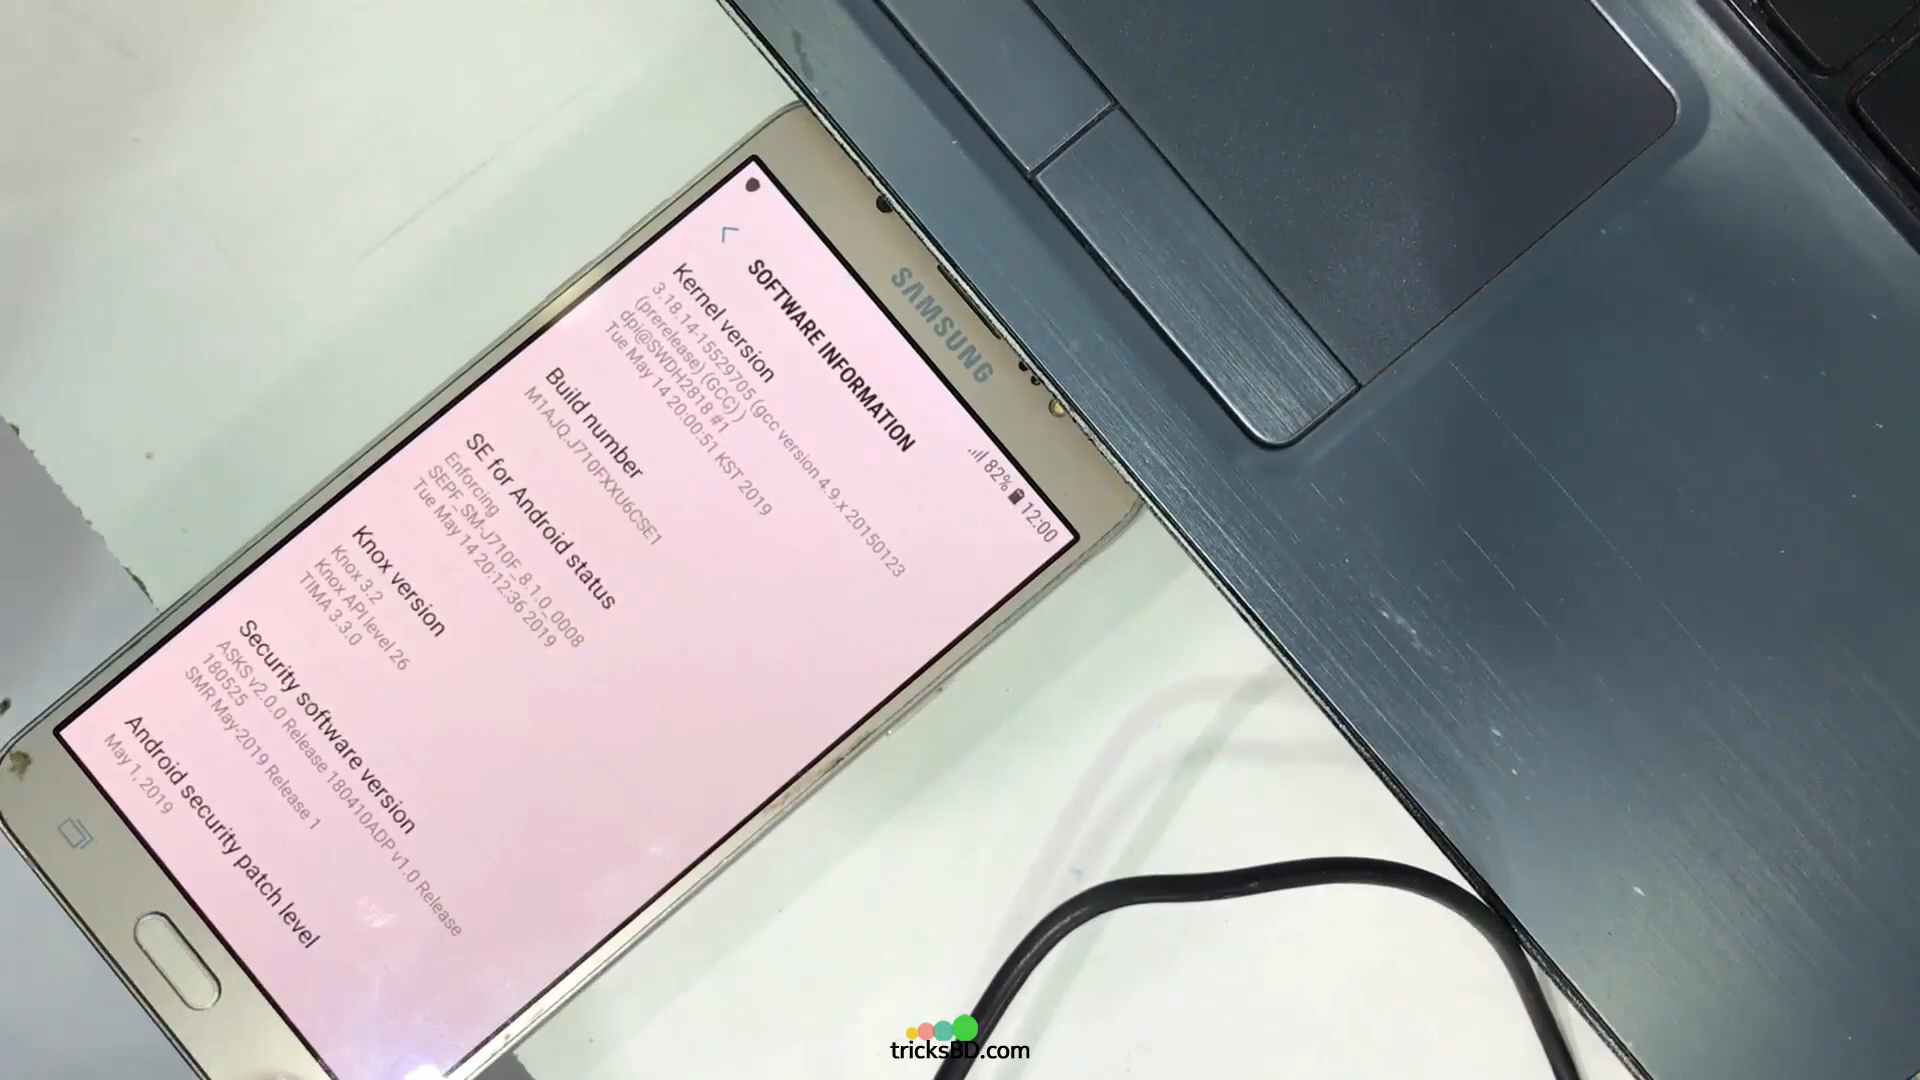 SAMSUNG
82% 12:00
SOFTWARE INFORMATION
Kernel version
3.18.14-15529705 (gcc version 4.9.x 20150123
(prerelease) (GCC) )
dpi@SWDH2818 #1
Tue May 14 20:00:51 KST 2019
Build number
M1AJQ.J710FXXU6CSE1
SE for Android status
Enforcing
SEPF_SM-J710F_8.1.0_0008
Tue May 14 20:12:36 2019
Knox version
Knox 3.2
Knox API level 26
TIMA 3.3.0
Security software version
ASKS v2.0.0 Release 180410ADP v1.0 Release
180525
SMR May-2019 Release 1
Android security patch level
May 1, 2019
tricksBD.com